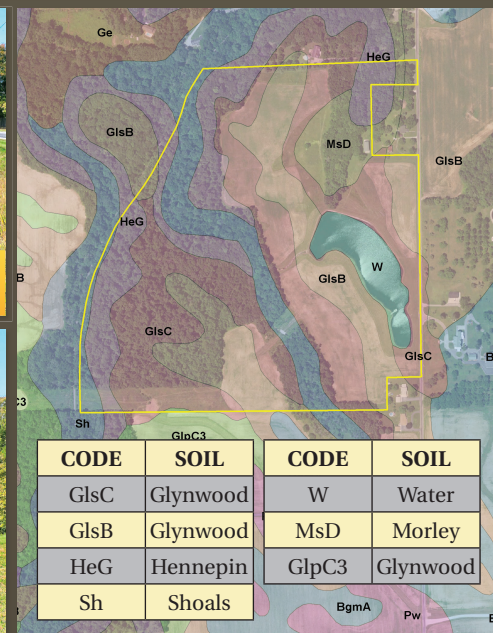 Ge
HeG
GlsB
MsD
GlsB
HeG
B
W
GlsB
GlsC
GlsC
B
C3
Sh
GlpC3
CODE SOIL
GlsC Glynwood
GlsB Glynwood
HeG Hennepin
Sh Shoals
CODE SOIL
W Water
MsD Morley
GlpC3 Glynwood
BgmA
Pw